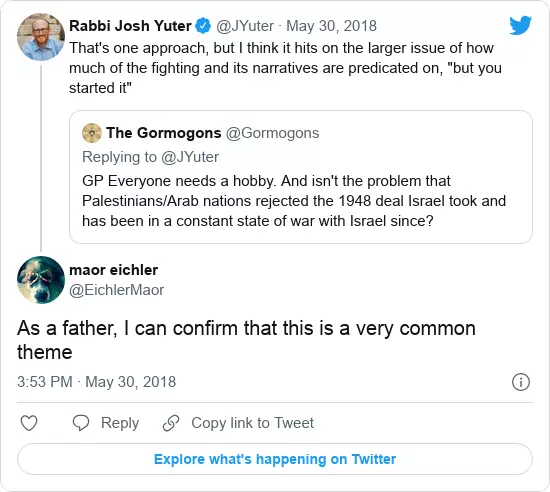 Rabbi Josh Yuter @JYuter · May 30, 2018
That's one approach, but I think it hits on the larger issue of how
much of the fighting and its narratives are predicated on, "but you
started it"
The Gormogons @Gormogons
Replying to @JYuter
GP Everyone needs a hobby. And isn't the problem that
Palestinians/Arab nations rejected the 1948 deal Israel took and
has been in a constant state of war with Israel since?
maor eichler
@EichlerMaor
As a father, I can confirm that this is a very common
theme
3:53 PM · May 30, 2018
Reply Copy link to Tweet
Explore what's happening on Twitter